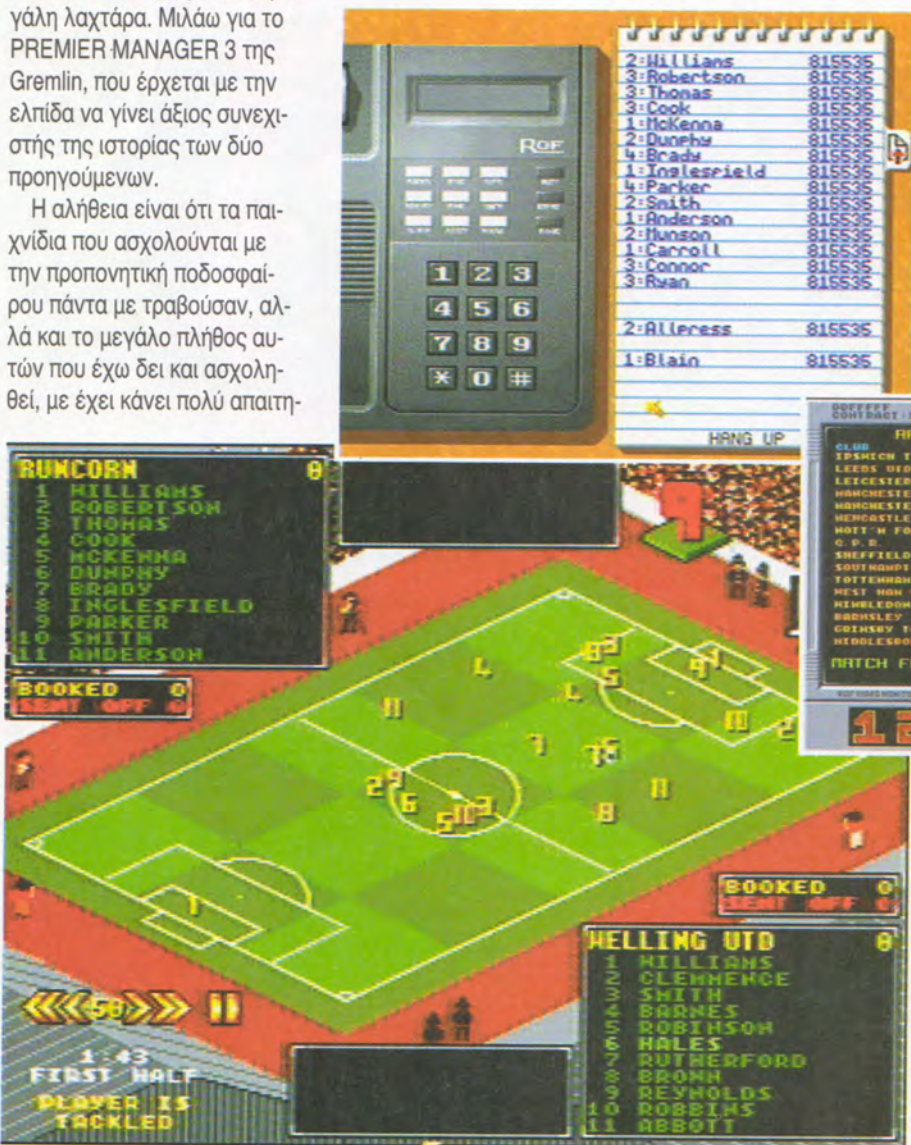 γάλη λαχτάρα. Μιλάω για το
PREMIER MANAGER 3 της
Gremlin, που έρχεται με την
ελπίδα να γίνει άξιος συνεχι-
στής της ιστορίας των δύο
προηγούμενων.
Η αλήθεια είναι ότι τα παι-
χνίδια που ασχολούνται με
την προπονητική ποδοσφαί-
ρου πάντα με τραβούσαν, αλ-
λά και το μεγάλο πλήθος αυ-
τών που έχω δει και ασχολη-
θεί, με έχει κάνει πολύ απαιτη-
1 2 3
4 5 6
7 8 9
* 0 #
2:Williams 815535
3:Robertson 815535
3:Thomas 815535
3:Cook 815535
1:McKenna 815535
2:Dunphy 815535
4:Brady 815535
1:Inglesfield 815535
4:Parker 815535
2:Smith 815535
1:Anderson 815535
2:Munson 815535
1:Carroll 815535
3:Connor 815535
3:Ryan 815535
2:Allpress 815535
1:Blain 815535
HANG UP
CLUB
IPSWICH T
LEEDS UTD
LEICESTER
MANCHESTE
MANCHESTE
NEWCASTLE
NOTT'M FO
Q.P.R.
SHEFFIELD
SOUTHAMPT
TOTTENHAM
WEST HAM
WIMBLEDON
BARNSLEY
GRIMSBY T
MIDDLESBO
MATCH F
RUNCORN 0
1 WILLIAMS
2 ROBERTSON
3 THOMAS
4 COOK
5 MCKENNA
6 DUNPHY
7 BRADY
8 INGLESFIELD
9 PARKER
10 SMITH
11 ANDERSON
BOOKED 0
SENT OFF 0
9
BOOKED 0
SENT OFF 0
WELLING UTD 0
1 WILLIAMS
2 CLEMMENCE
3 SMITH
4 BARNES
5 ROBINSON
6 HALES
7 RUTHERFORD
8 BROWN
9 REYNOLDS
10 ROBBINS
11 ABBOTT
50
1:43
FIRST HALF
PLAYER IS
TACKLED